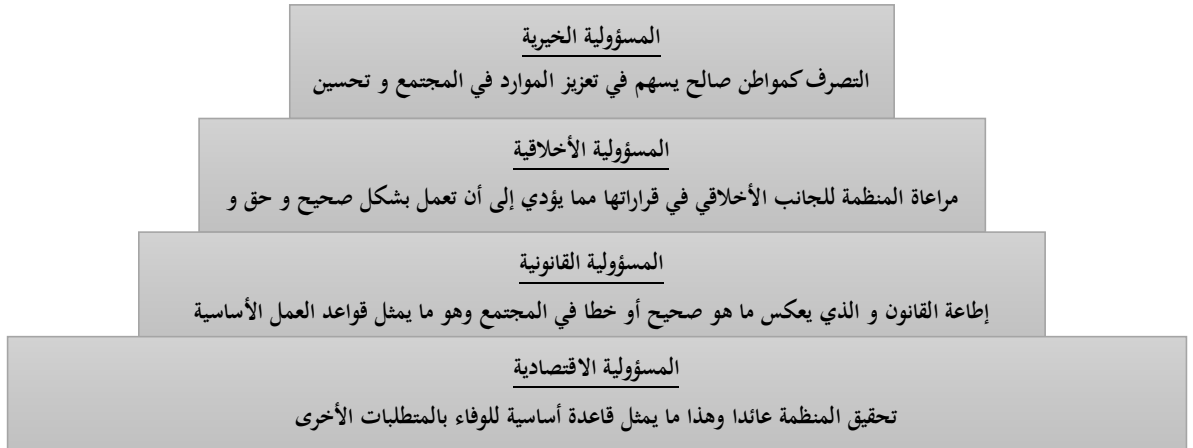 المسؤولية الخيرية
التصرف كمواطن صالح يسهم في تعزيز الموارد في المجتمع و تحسين
المسؤولية الأخلاقية
مراعاة المنظمة للجانب الأخلاقي في قراراتها مما يؤدي إلى أن تعمل بشكل صحيح و حق و
المسؤولية القانونية
إطاعة القانون و الذي يعكس ما هو صحيح أو خطا في المجتمع وهو ما يمثل قواعد العمل الأساسية
المسؤولية الاقتصادية
تحقيق المنظمة عائدا وهذا ما يمثل قاعدة أساسية للوفاء بالمتطلبات الأخرى